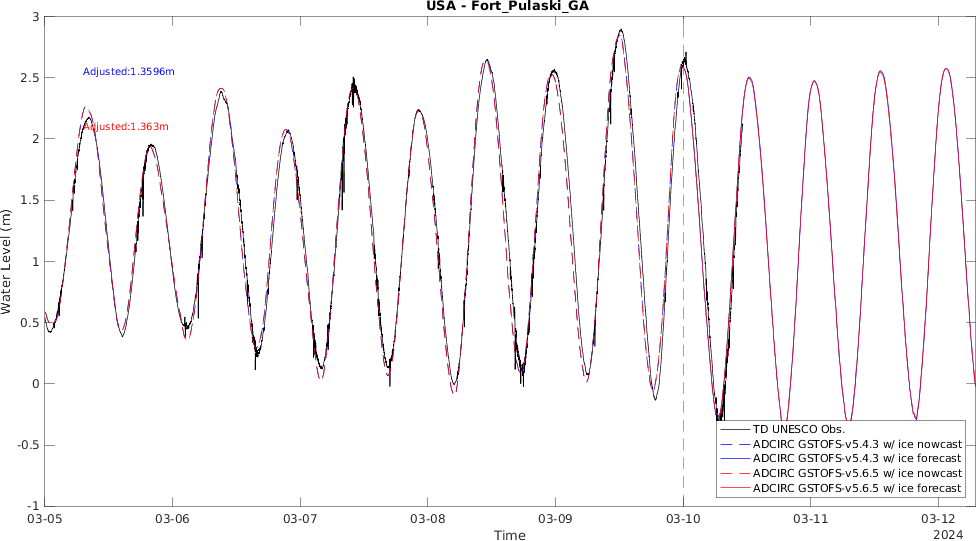 USA - Fort_Pulaski_GA
3
2.5
2
1.5
1
0.5
0
-0.5
-1
Water Level (m)
Adjusted:1.3596m
Adjusted:1.363m
TD UNESCO Obs.
ADCIRC GSTOFS-v5.4.3 w/ ice nowcast
ADCIRC GSTOFS-v5.4.3 w/ ice forecast
ADCIRC GSTOFS-v5.6.5 w/ ice nowcast
ADCIRC GSTOFS-v5.6.5 w/ ice forecast
03-05 03-06 03-07 03-08 03-09 03-10 03-11 03-12
Time
2024